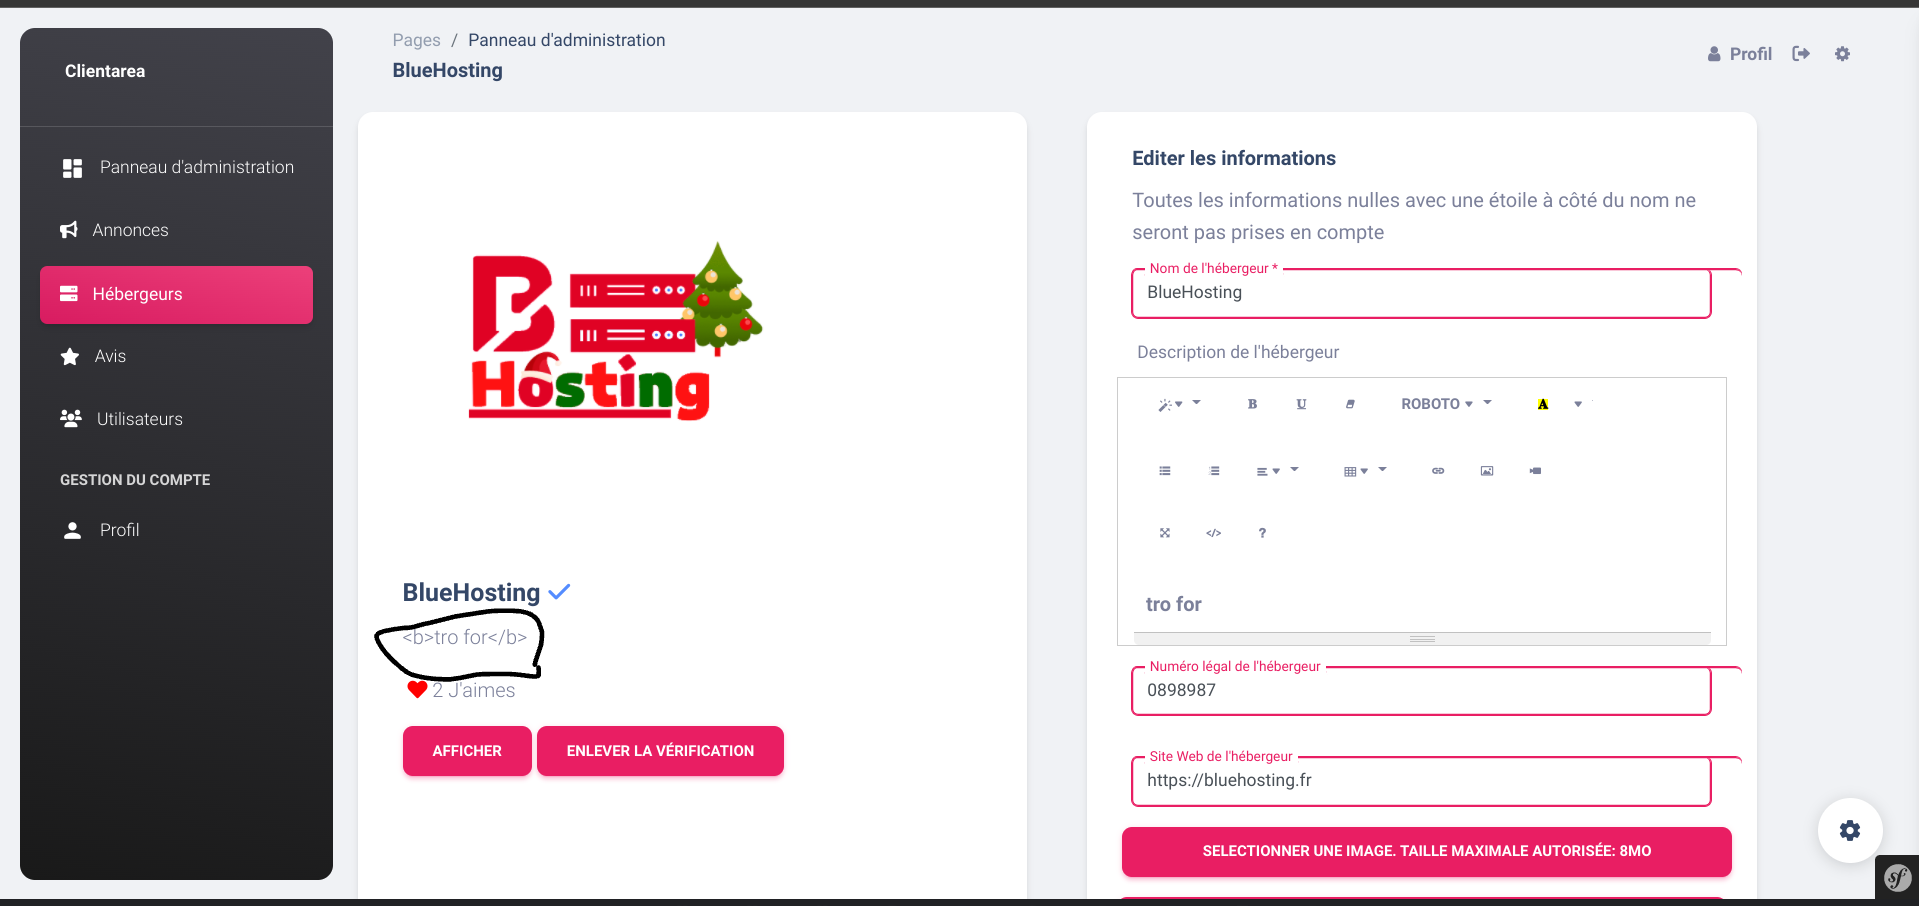 Clientarea
Panneau d'administration
Annonces
Hébergeurs
Avis
Utilisateurs
GESTION DU COMPTE
Profil
Pages / Panneau d'administration
BlueHosting
Profil
B
Hosting
BlueHosting
<b>tro for</b>
2 J'aimes
AFFICHER
ENLEVER LA VÉRIFICATION
Editer les informations
Toutes les informations nulles avec une étoile à côté du nom ne
seront pas prises en compte
Nom de l'hébergeur *
BlueHosting
Description de l'hébergeur
B U ROBOTO A
</> ?
tro for
Numéro légal de l'hébergeur
0898987
Site Web de l'hébergeur
https://bluehosting.fr
SELECTIONNER UNE IMAGE. TAILLE MAXIMALE AUTORISÉE: 8MO
sf